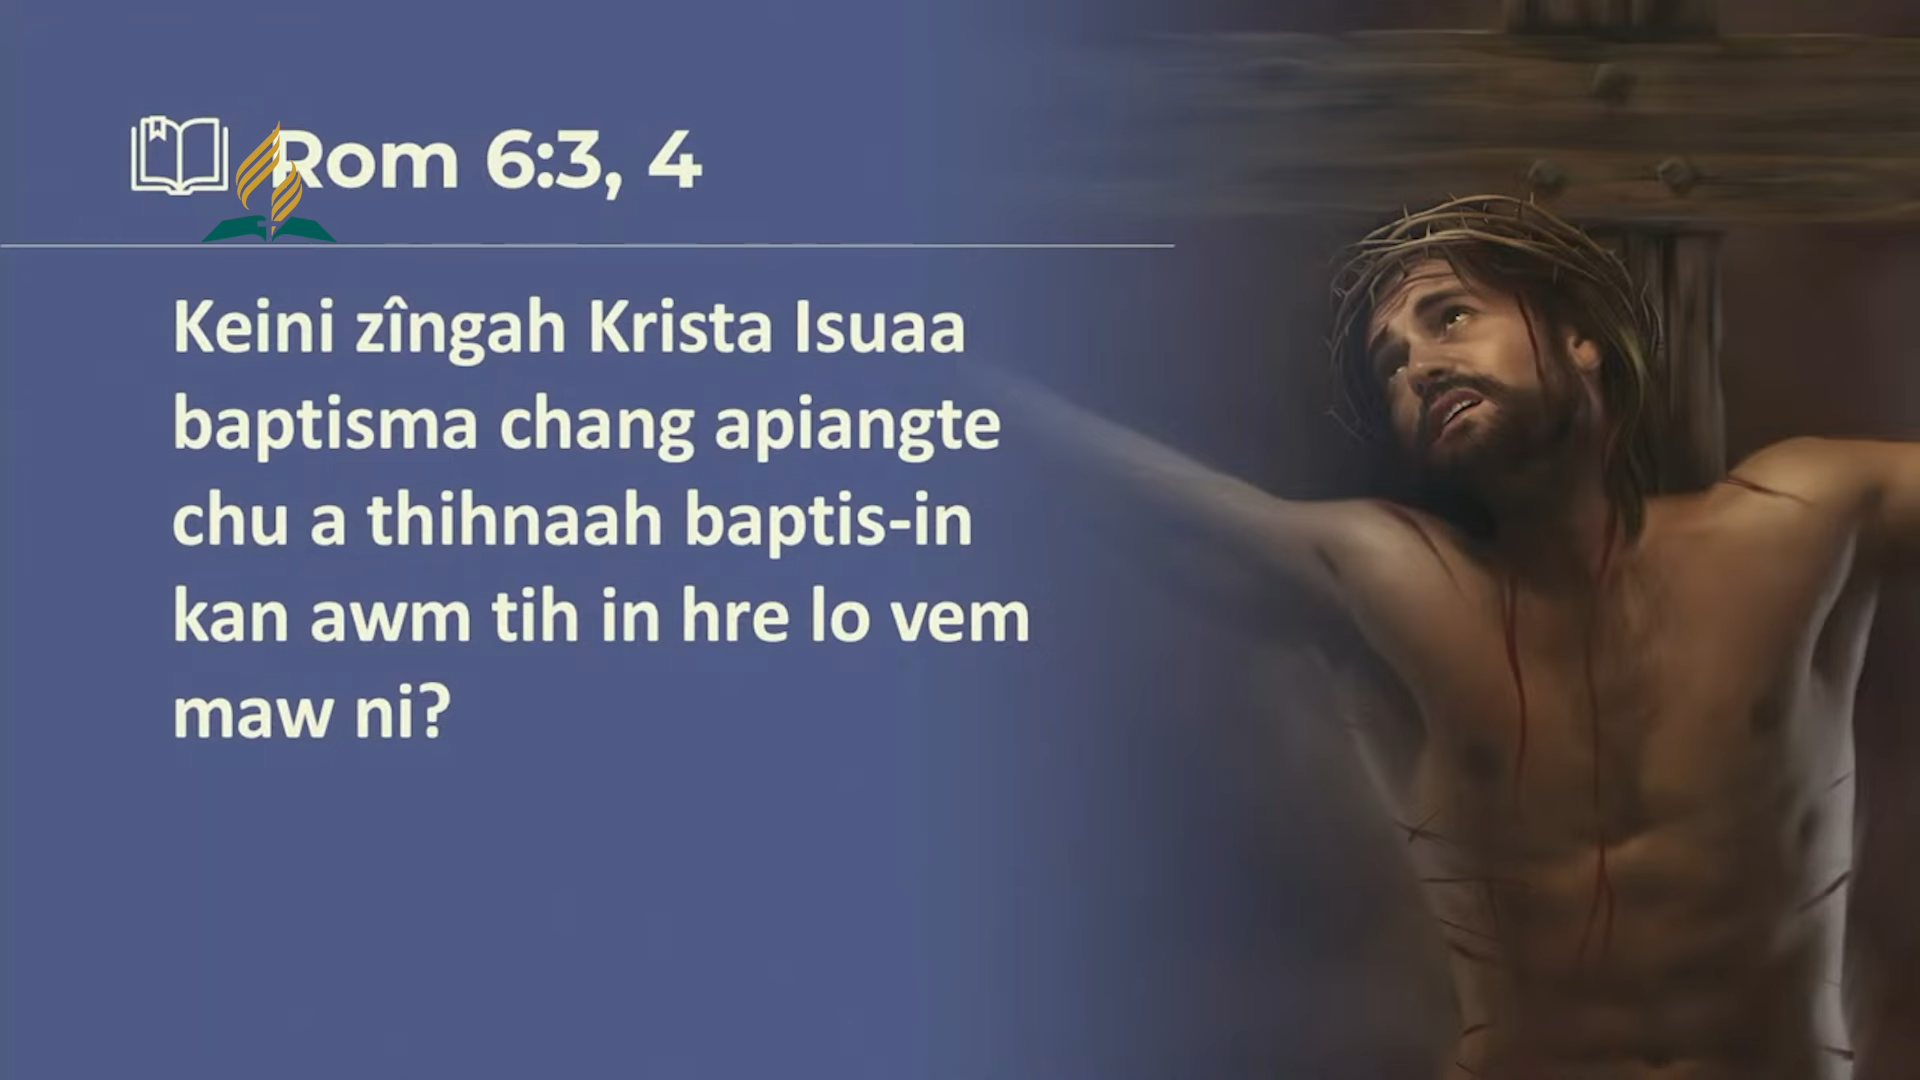 Rom 6:3, 4
Keini zîngah Krista Isuaa
baptisma chang apiangte
chu a thihnaah baptis-in
kan awm tih in hre lo vem
maw ni?